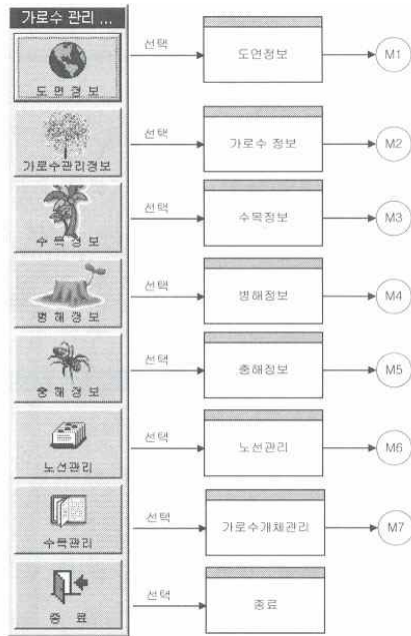 가로수 관리 ...
도면정보
선택
도면정보
M1
가로수관리정보
선택
가로수 정보
M2
수목정보
선택
수목정보
M3
병해정보
선택
병해정보
M4
충해정보
선택
충해정보
M5
노선관리
선택
노선관리
M6
수목관리
선택
가로수개체관리
M7
종료
선택
종료